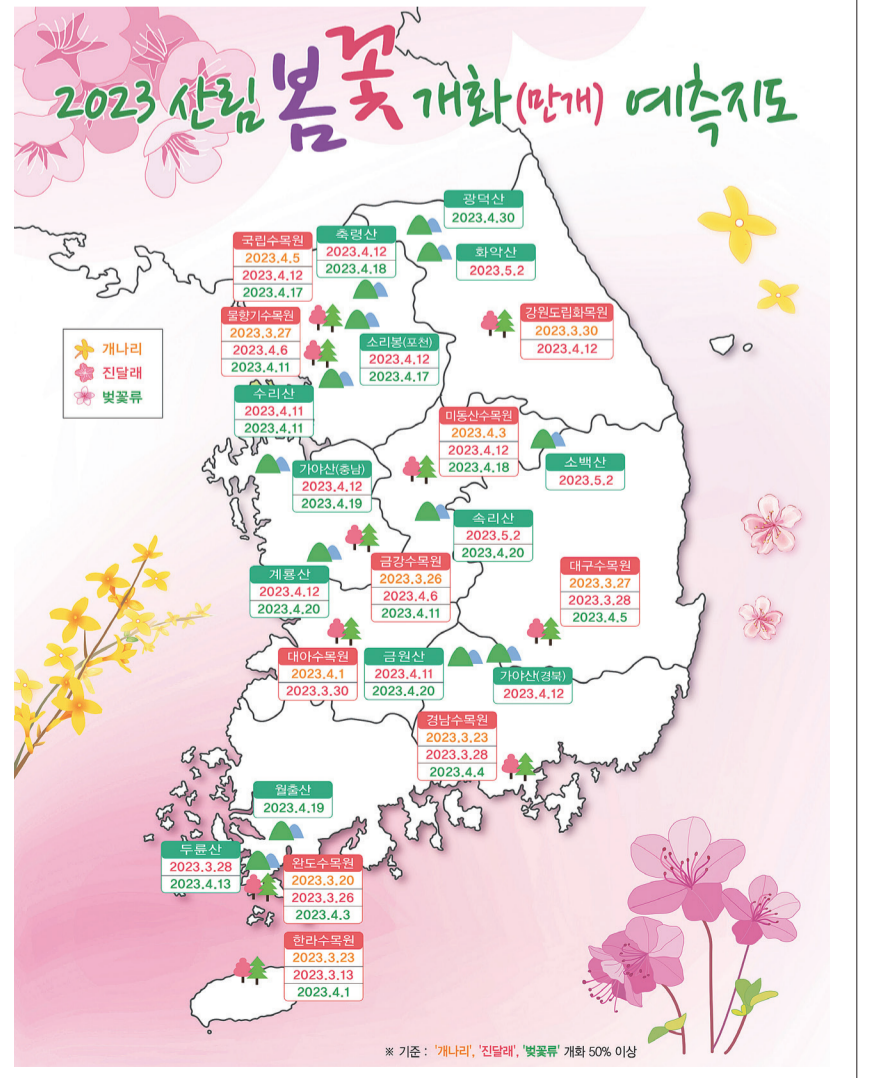 2023 산림 봄꽃 개화(만개) 예측지도
광덕산
2023.4.30
국립수목원
2023.4.5
2023.4.12
2023.4.17
축령산
2023.4.12
2023.4.18
화악산
2023.5.2
물향기수목원
2023.3.27
2023.4.6
2023.4.11
강원도립화목원
2023.3.30
2023.4.12
소리봉(포천)
2023.4.12
2023.4.17
개나리
진달래
벚꽃류
수리산
2023.4.11
2023.4.11
미동산수목원
2023.4.3
2023.4.12
2023.4.18
소백산
2023.5.2
가야산(충남)
2023.4.12
2023.4.19
속리산
2023.5.2
2023.4.20
계룡산
2023.4.12
2023.4.20
금강수목원
2023.3.26
2023.4.6
2023.4.11
대구수목원
2023.3.27
2023.3.28
2023.4.5
대아수목원
2023.4.1
2023.3.30
금원산
2023.4.11
2023.4.20
가야산(경북)
2023.4.12
경남수목원
2023.3.23
2023.3.28
2023.4.4
월출산
2023.4.19
두륜산
2023.3.28
2023.4.13
완도수목원
2023.3.20
2023.3.26
2023.4.3
한라수목원
2023.3.23
2023.3.13
2023.4.1
※ 기준 : '개나리', '진달래', '벚꽃류' 개화 50% 이상